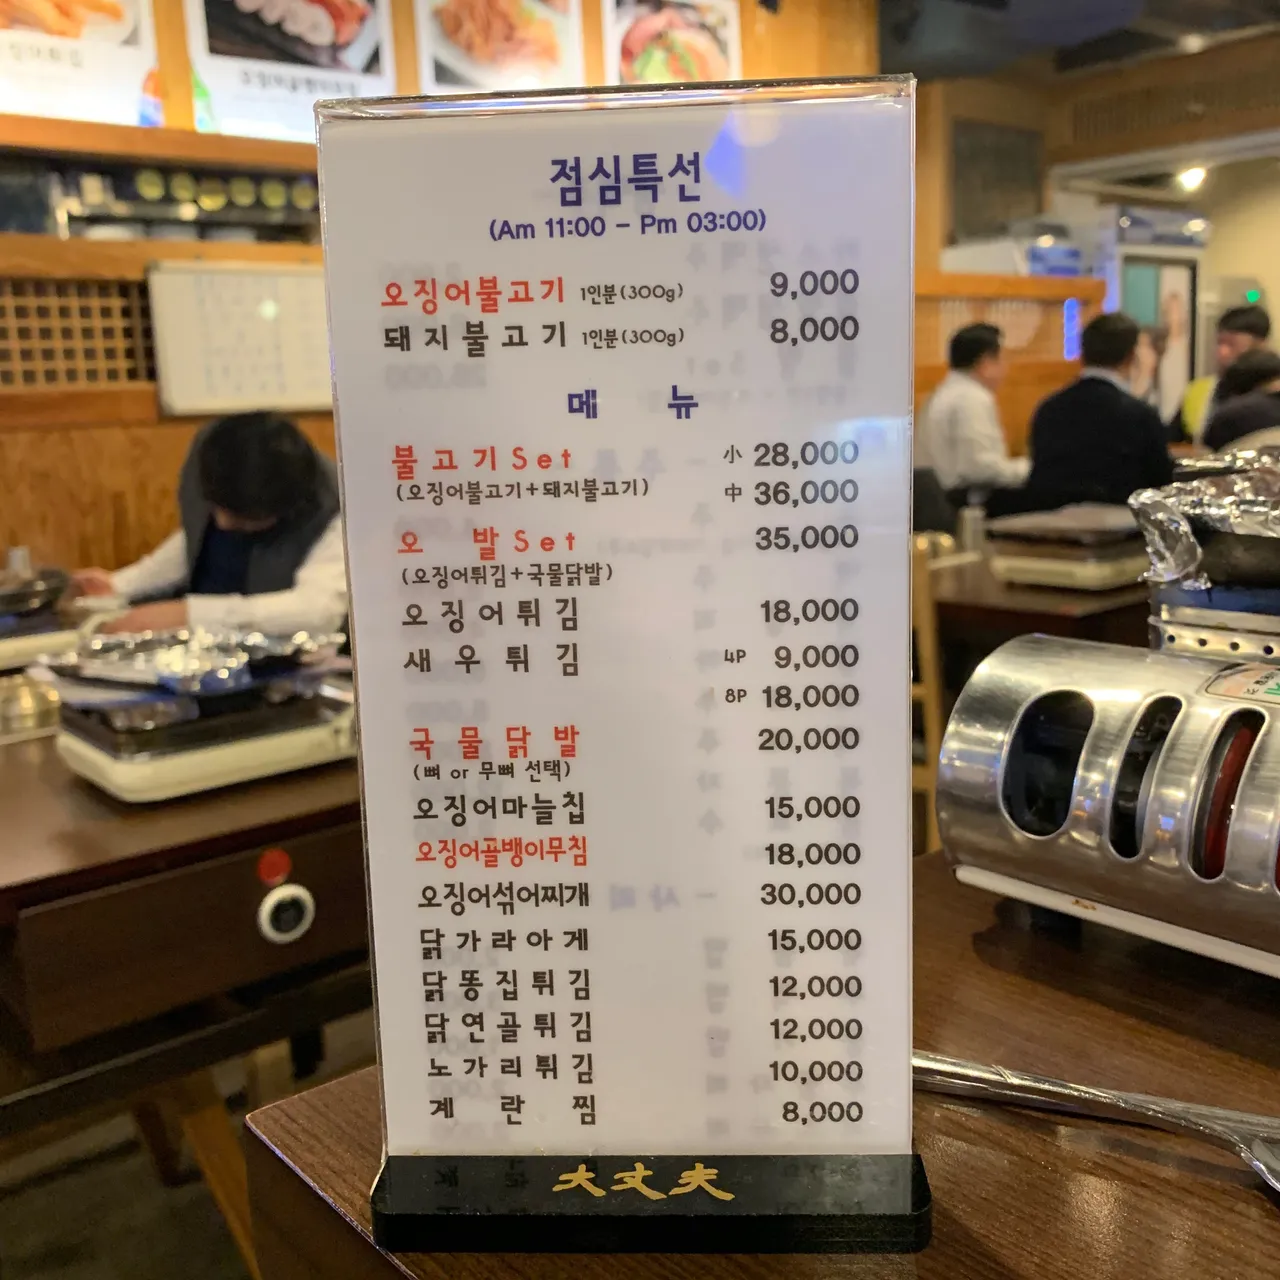 점심특선
(Am 11:00 - Pm 03:00)
오징어불고기 1인분(300g) 9,000
돼지불고기 1인분(300g) 8,000
메 뉴
불고기Set 小 28,000
(오징어불고기+돼지불고기) 中 36,000
오 발Set 35,000
(오징어튀김+국물닭발)
오징어튀김 18,000
새우튀김 4P 9,000
8P 18,000
국물닭발 20,000
(뼈 or 무뼈 선택)
오징어마늘칩 15,000
오징어골뱅이무침 18,000
오징어섞어찌개 30,000
닭가라아게 15,000
닭똥집튀김 12,000
닭연골튀김 12,000
노가리튀김 10,000
계 란 찜 8,000
大丈夫